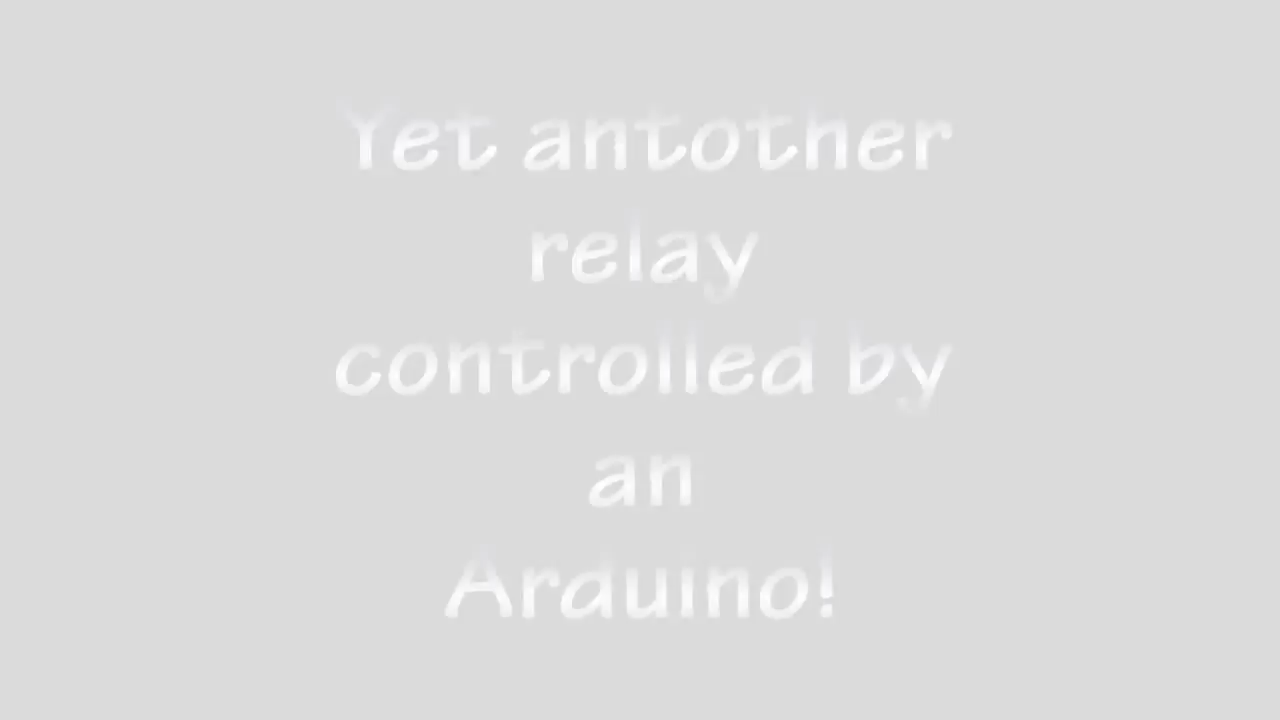 Yet antother
relay
controlled by
an
Arduino!